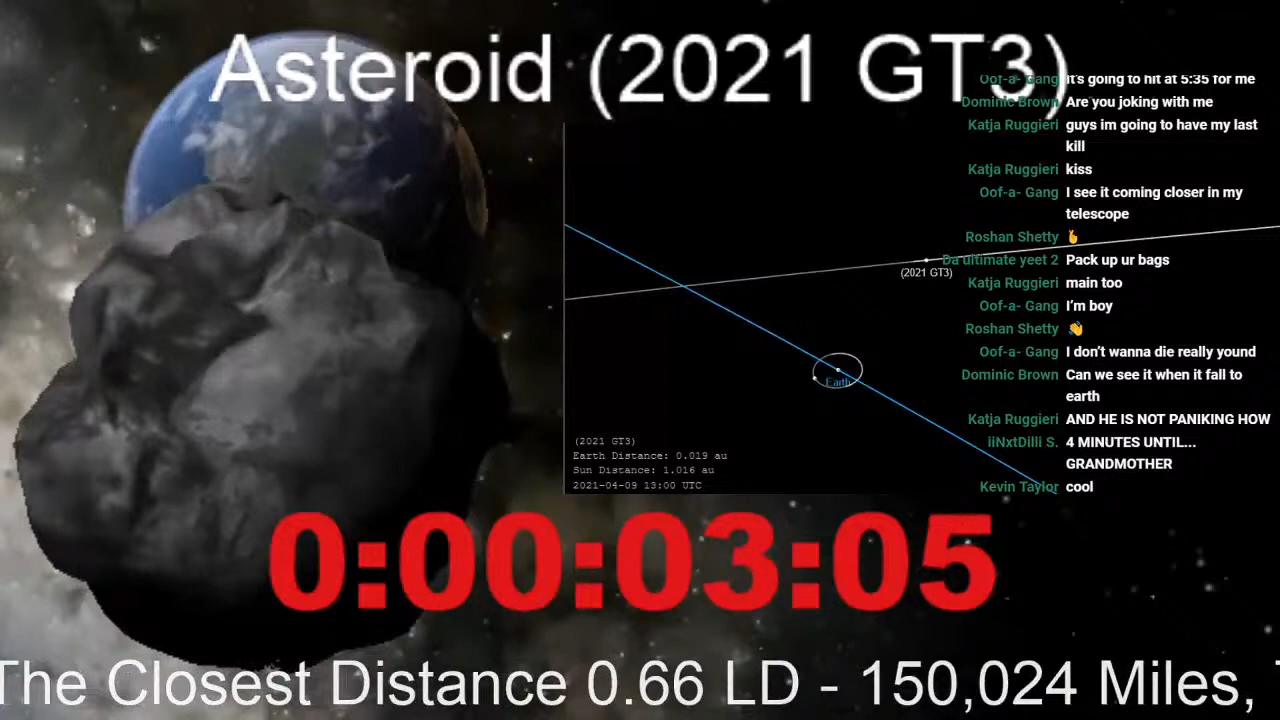 Asteroid (2021 GT3)
Oof-a- Gang It's going to hit at 5:35 for me
Dominic Brown Are you joking with me
Katja Ruggieri guys im going to have my last
kill
Katja Ruggieri kiss
Oof-a- Gang I see it coming closer in my
telescope
Roshan Shetty 🫰
Da ultimate yeet 2 Pack up ur bags
(2021 GT3)
Katja Ruggieri main too
Oof-a- Gang I'm boy
Roshan Shetty 👋
Oof-a- Gang I don't wanna die really yound
Dominic Brown Can we see it when it fall to
earth
Earth
Katja Ruggieri AND HE IS NOT PANIKING HOW
iiNxtDilli S. 4 MINUTES UNTIL...
GRANDMOTHER
Kevin Taylor cool
(2021 GT3)
Earth Distance: 0.019 au
Sun Distance: 1.016 au
2021-04-09 13:00 UTC
0:00:03:05
The Closest Distance 0.66 LD - 150,024 Miles,